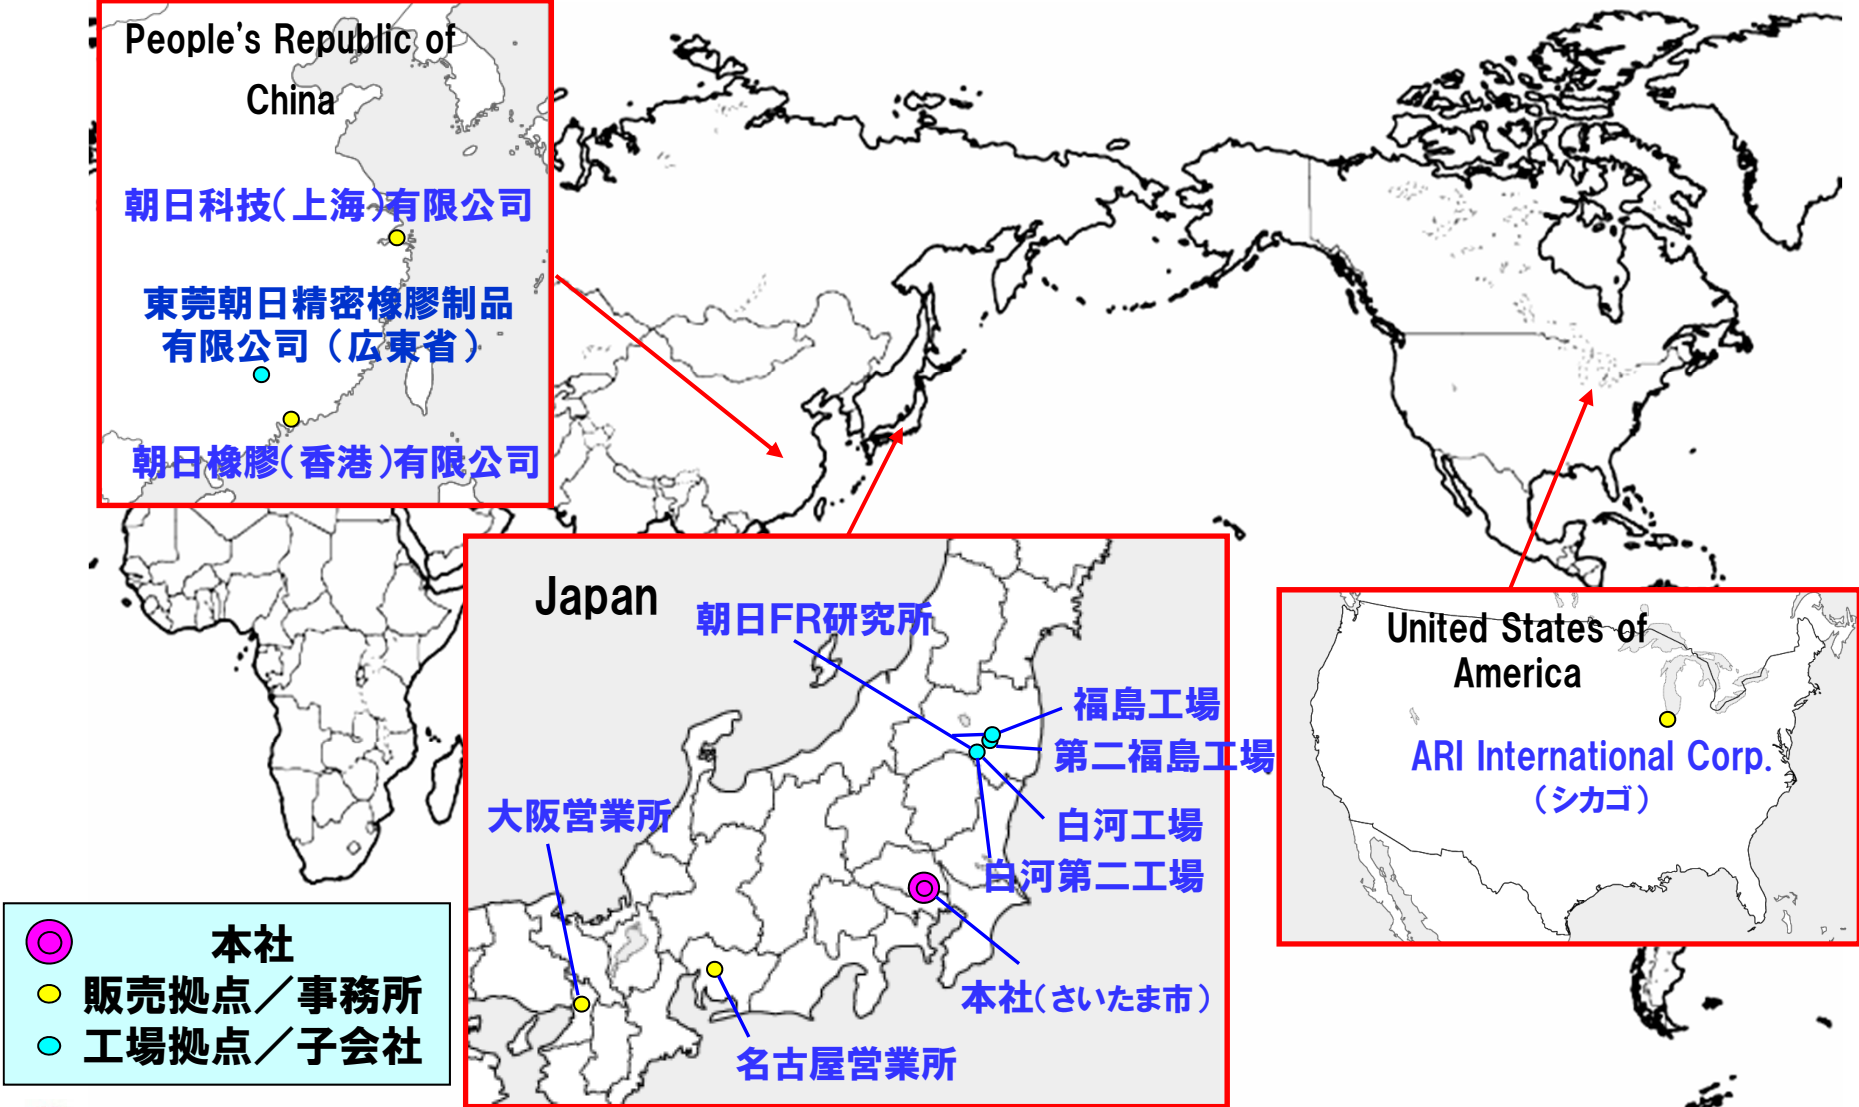 People's Republic of
China
朝日科技(上海)有限公司
東莞朝日精密橡膠制品
有限公司（広東省）
朝日橡膠(香港)有限公司
Japan
朝日FR研究所
福島工場
第二福島工場
大阪営業所
白河工場
白河第二工場
本社(さいたま市)
名古屋営業所
United States of
America
ARI International Corp.
(シカゴ)
本社
販売拠点／事務所
工場拠点／子会社